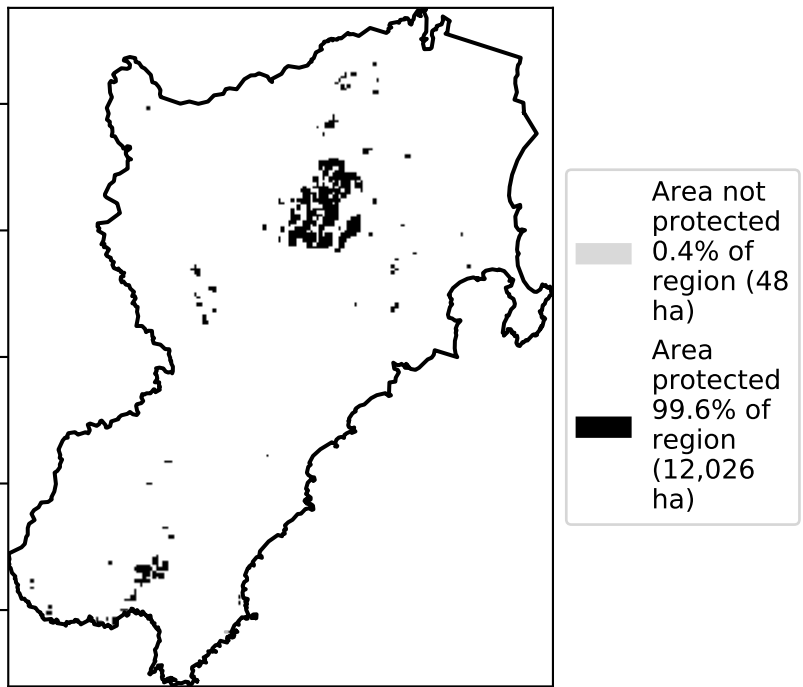 Area not
protected
0.4% of
region (48
ha)
Area
protected
99.6% of
region
(12,026
ha)